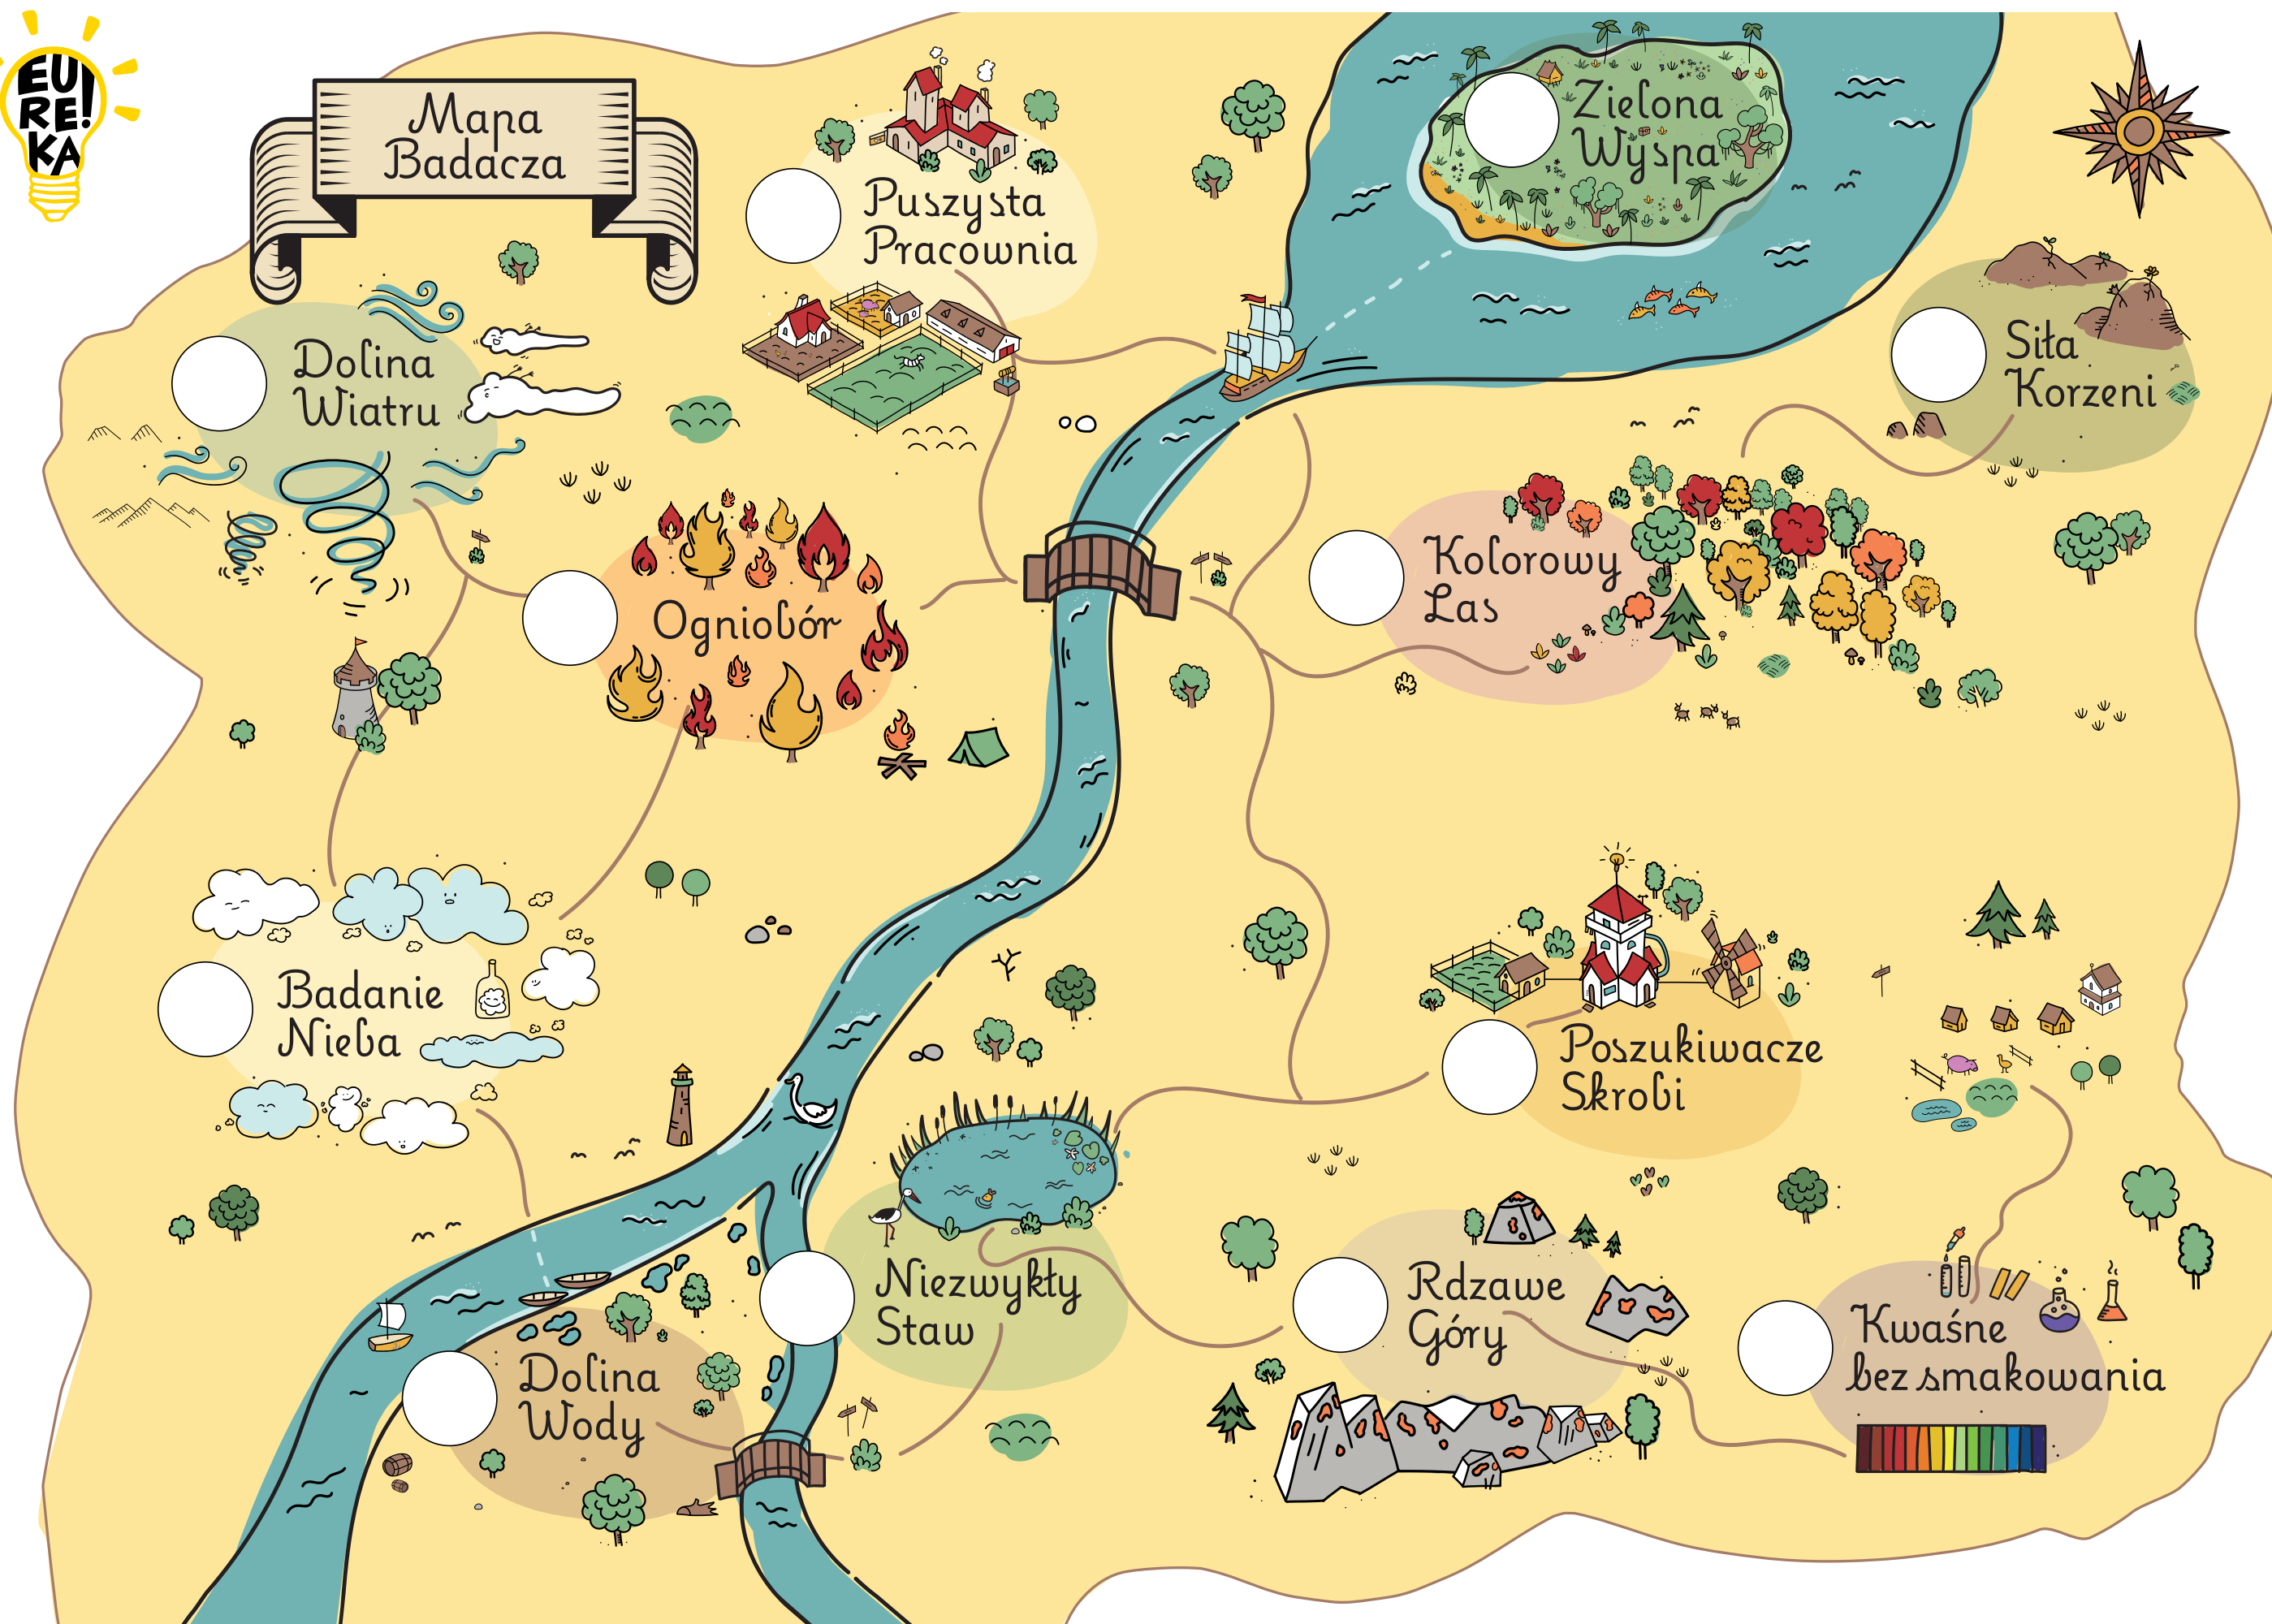 EU
RE!
KA
Mapa
Badacza
Puszysta
Pracownia
Zielona
Wyspa
Dolina
Wiatru
Siła
Korzeni
Ogniobór
Kolorowy
Las
Badanie
Nieba
Poszukiwacze
Skrobi
Niezwykły
Staw
Rdzawe
Góry
Kwaśne
bez smakowania
Dolina
Wody